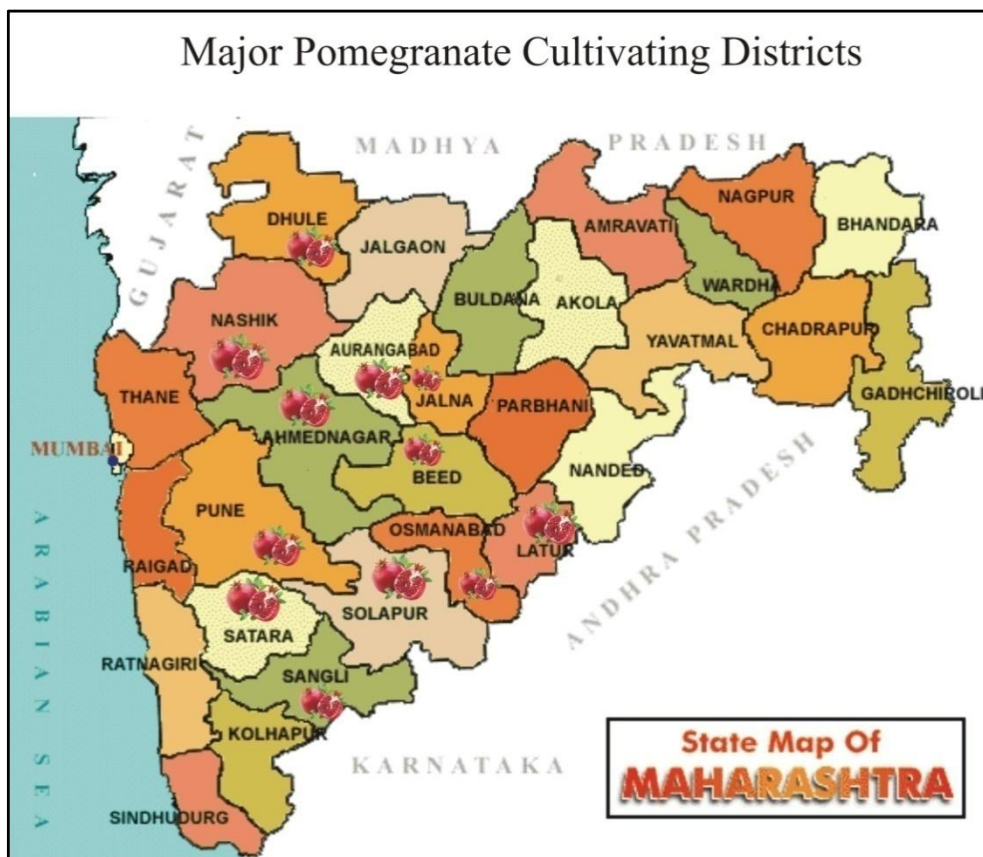 Major Pomegranate Cultivating Districts
MADHYA PRADESH
GUJARAT
DHULE
JALGAON
BULDANA
AKOLA
AMRAVATI
NAGPUR
WARDHA
BHANDARA
NASHIK
AURANGABAD
JALNA
PARBHANI
YAVATMAL
CHADRAPUR
GADHCHIROLI
THANE
AHMEDNAGAR
BEED
NANDED
MUMBAI
PUNE
OSMANABAD
LATUR
RAIGAD
SOLAPUR
SATARA
ANDHRA PRADESH
RATNAGIRI
SANGLI
KOLHAPUR
KARNATAKA
SINDHUDURG
ARABIAN SEA
State Map Of
MAHARASHTRA